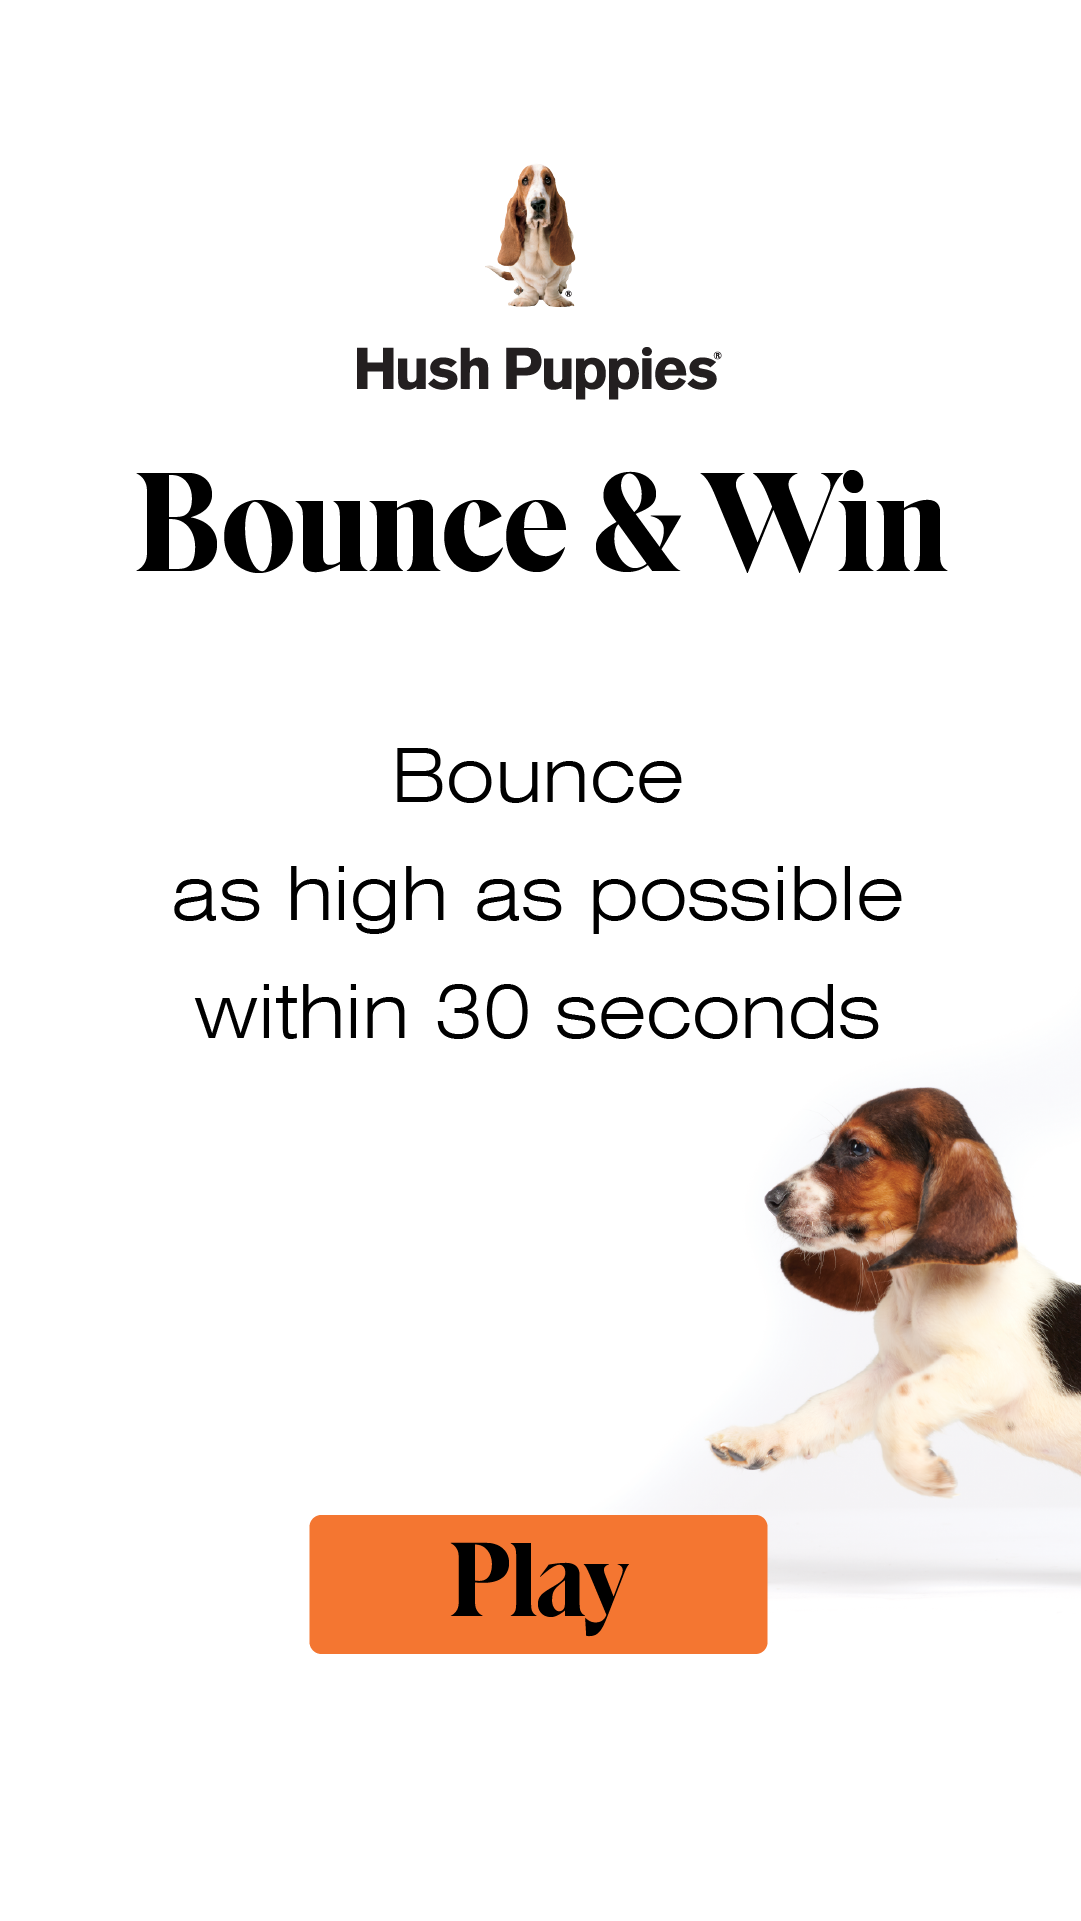 Hush Puppies®
Bounce & Win
Bounce
as high as possible
within 30 seconds
Play